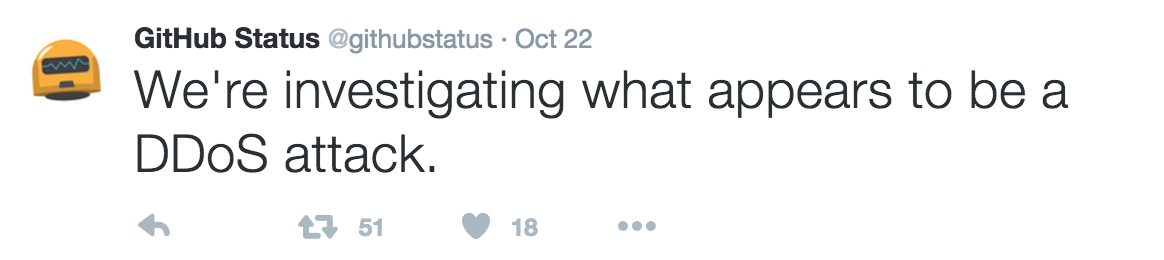 GitHub Status @githubstatus · Oct 22
We're investigating what appears to be a
DDoS attack.
51 18